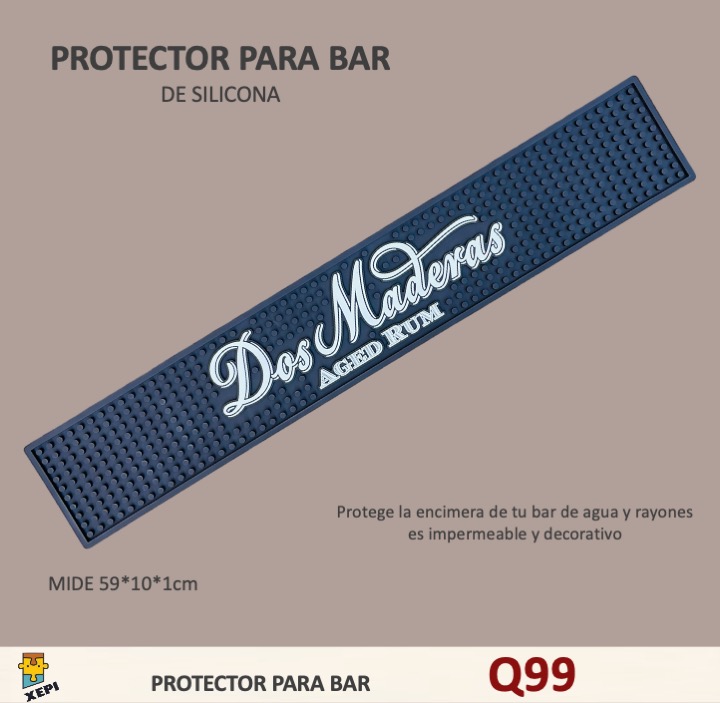 PROTECTOR PARA BAR
DE SILICONA
Dos Maderas
AGED RUM
Protege la encimera de tu bar de agua y rayones
es impermeable y decorativo
MIDE 59*10*1cm
XEPI
PROTECTOR PARA BAR
Q99